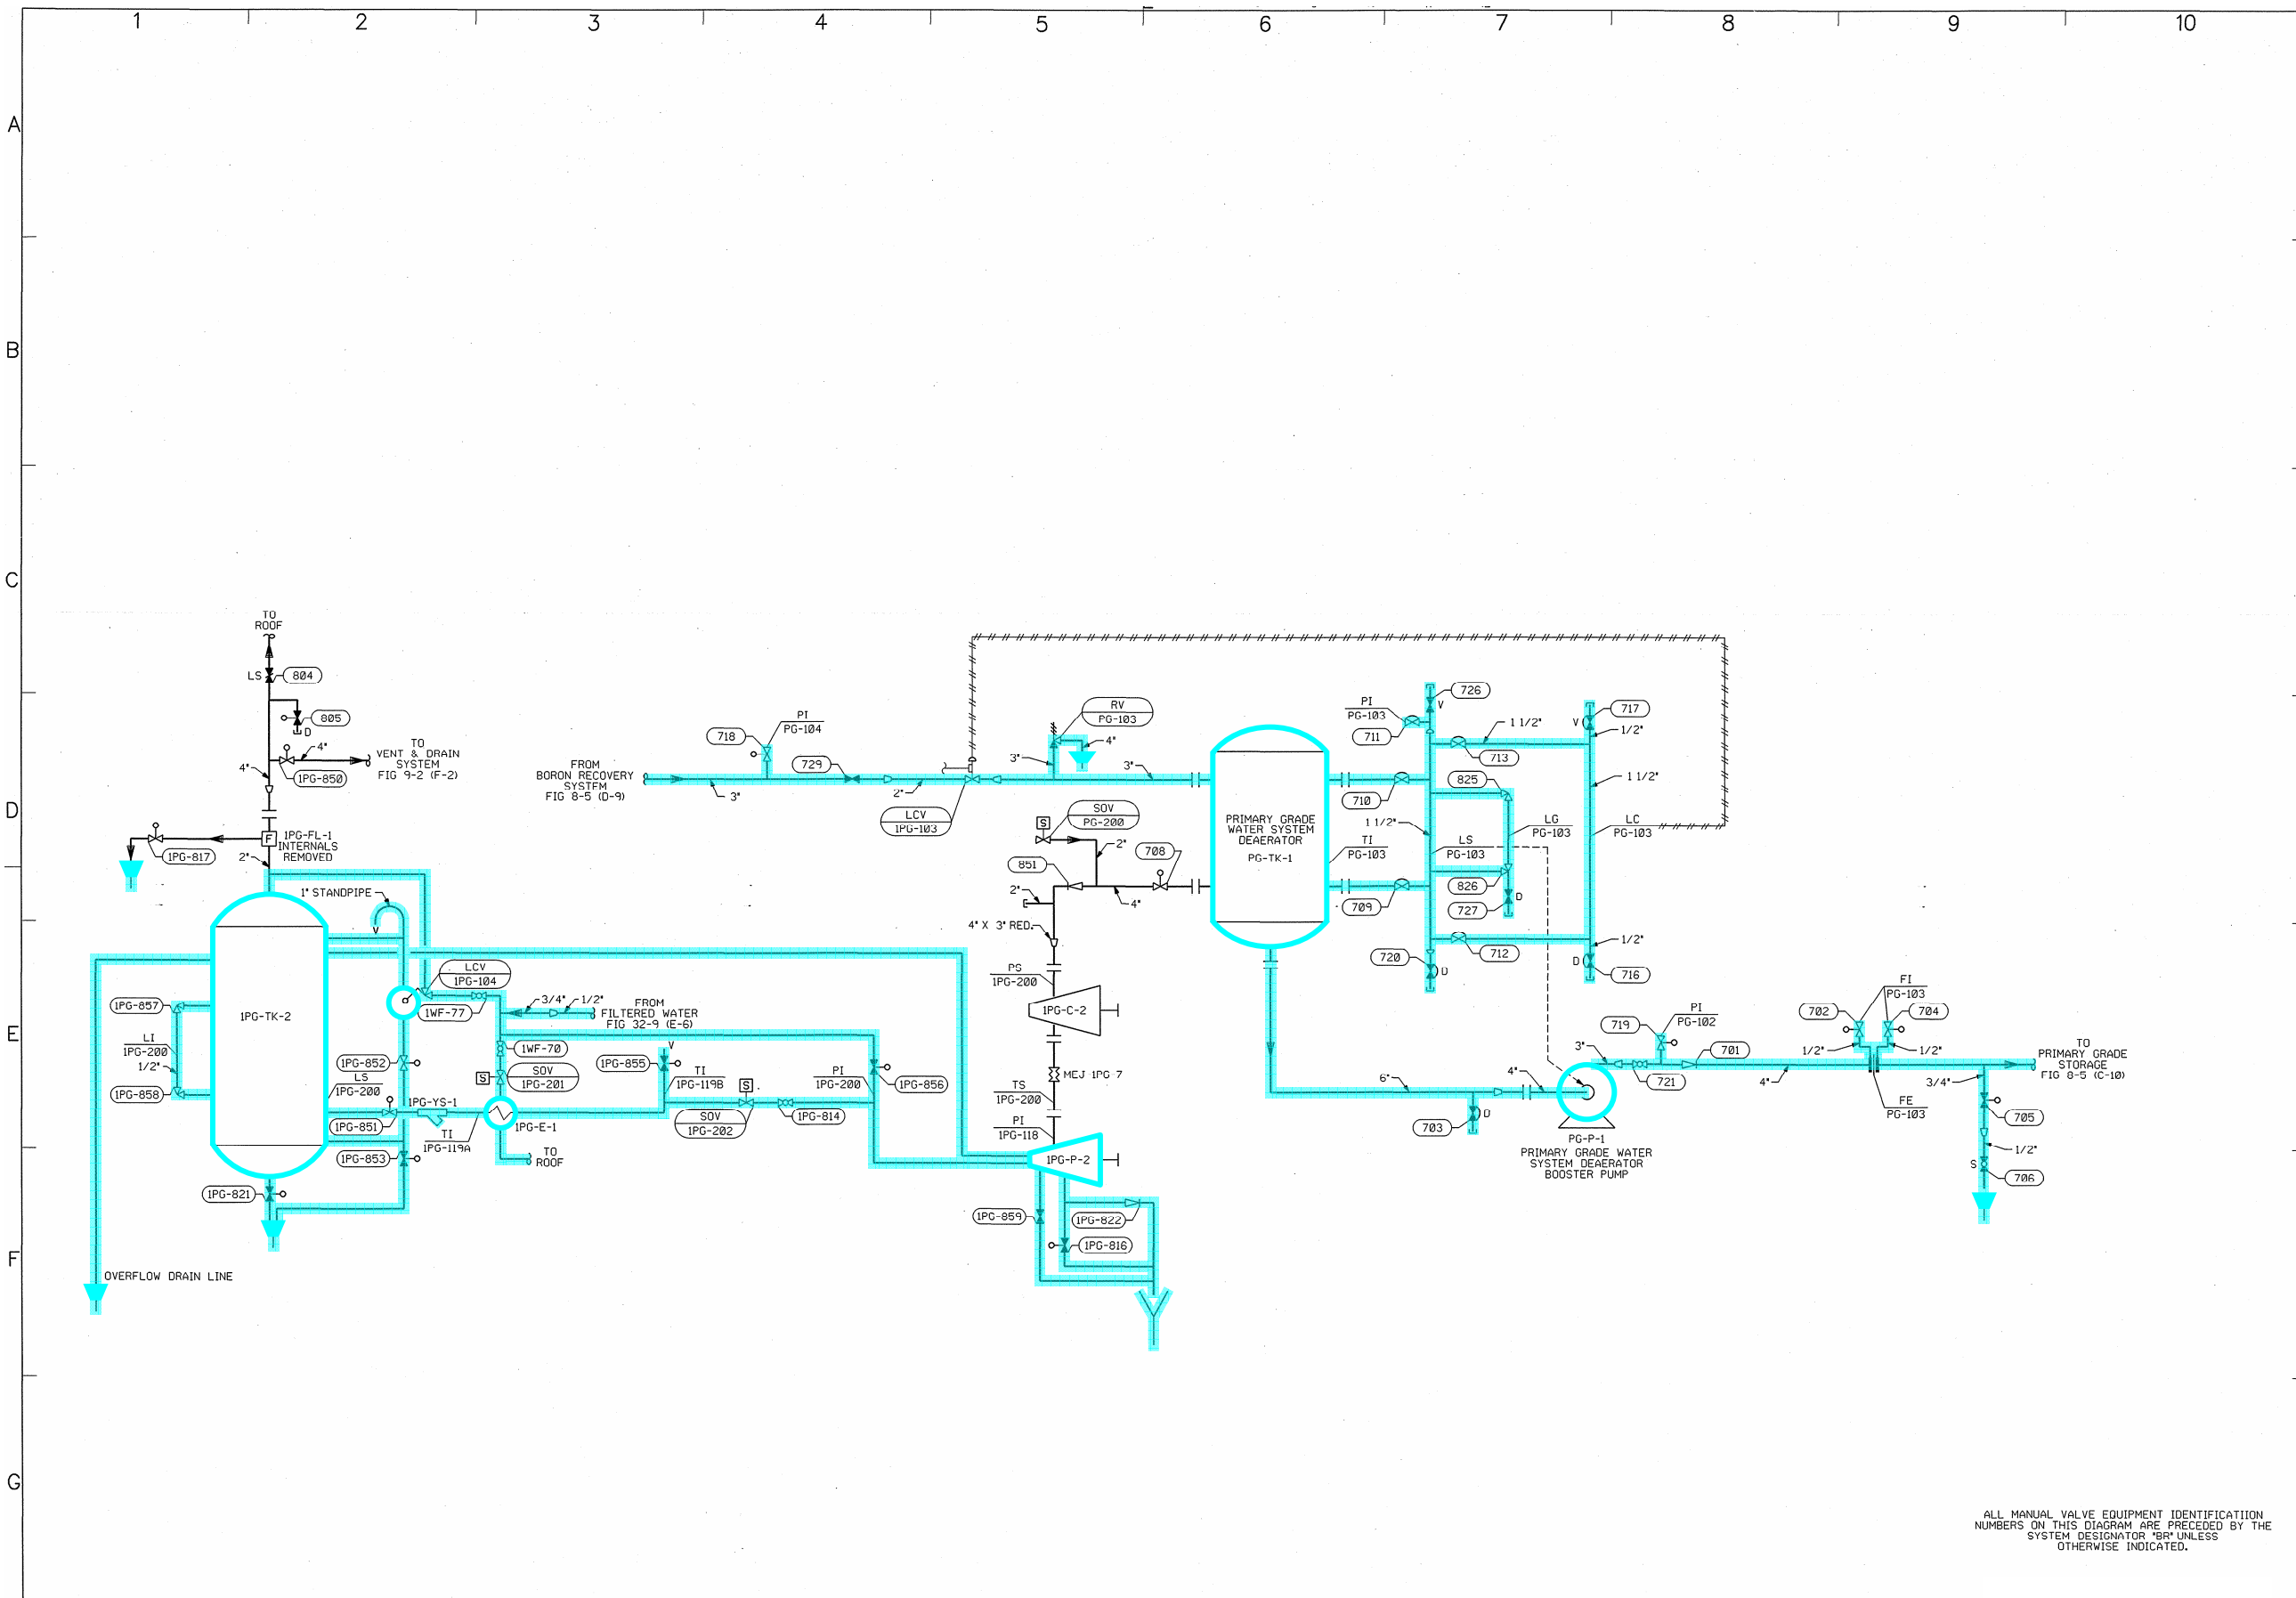 1 2 3 4 5 6 7 8 9 10
A
B
C
D
E
F
G
TO
ROOF
LS
804
805
D
4"
TO
VENT & DRAIN
SYSTEM
FIG 9-2 (F-2)
1PG-850
4"
F
1PG-FL-1
INTERNALS
REMOVED
1PG-817
2"
1" STANDPIPE
V
1PG-TK-2
1PG-857
LI
1PG-200
1/2"
1PG-858
LCV
1PG-104
1WF-77
3/4"
1/2"
FROM
FILTERED WATER
FIG 32-9 (E-6)
1WF-70
S
SOV
1PG-201
1PG-852
LS
1PG-200
1PG-YS-1
1PG-851
TI
1PG-119A
1PG-E-1
1PG-853
TO
ROOF
1PG-821
OVERFLOW DRAIN LINE
V
1PG-855
TI
1PG-119B
S
SOV
1PG-202
1PG-814
PI
1PG-200
1PG-856
FROM
BORON RECOVERY
SYSTEM
FIG 8-5 (D-9)
3"
718
PI
PG-104
729
2"
LCV
1PG-103
RV
PG-103
3"
4"
3"
S
SOV
PG-200
2"
708
851
2"
4"
4" X 3" RED.
PS
1PG-200
1PG-C-2
MEJ 1PG 7
TS
1PG-200
PI
1PG-118
1PG-P-2
1PG-859
1PG-822
1PG-816
PRIMARY GRADE
WATER SYSTEM
DEAERATOR
PG-TK-1
TI
PG-103
PI
PG-103
711
726
V
710
709
1 1/2"
713
1 1/2"
825
LG
PG-103
LS
PG-103
826
727
D
712
720
D
717
V
1/2"
1 1/2"
LC
PG-103
1/2"
D
716
6"
4"
703
D
PG-P-1
PRIMARY GRADE WATER
SYSTEM DEAERATOR
BOOSTER PUMP
3"
719
PI
PG-102
721
701
4"
702
FI
PG-103
704
1/2"
1/2"
FE
PG-103
3/4"
TO
PRIMARY GRADE
STORAGE
FIG 8-5 (C-10)
705
1/2"
S
706
ALL MANUAL VALVE EQUIPMENT IDENTIFICATIION
NUMBERS ON THIS DIAGRAM ARE PRECEDED BY THE
SYSTEM DESIGNATOR "BR" UNLESS
OTHERWISE INDICATED.